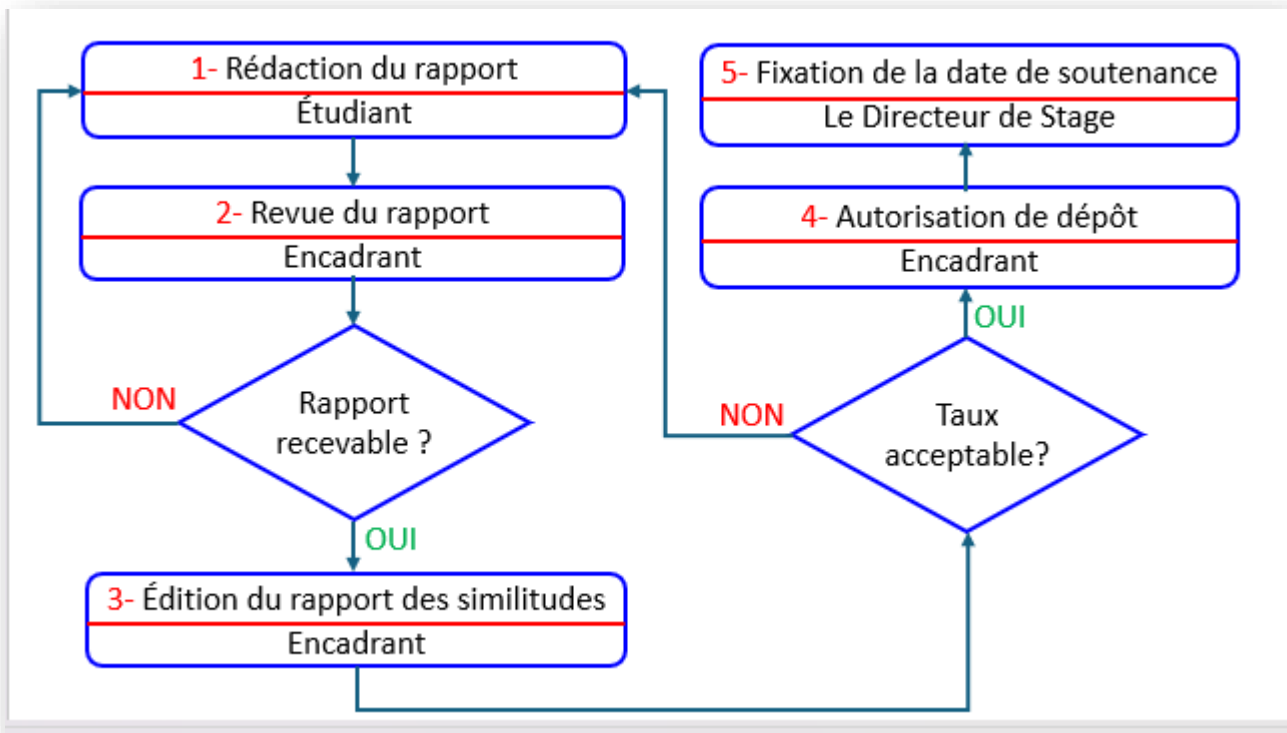 1- Rédaction du rapport
Étudiant
2- Revue du rapport
Encadrant
NON
Rapport
recevable ?
OUI
3- Édition du rapport des similitudes
Encadrant
5- Fixation de la date de soutenance
Le Directeur de Stage
4- Autorisation de dépôt
Encadrant
OUI
NON
Taux
acceptable?